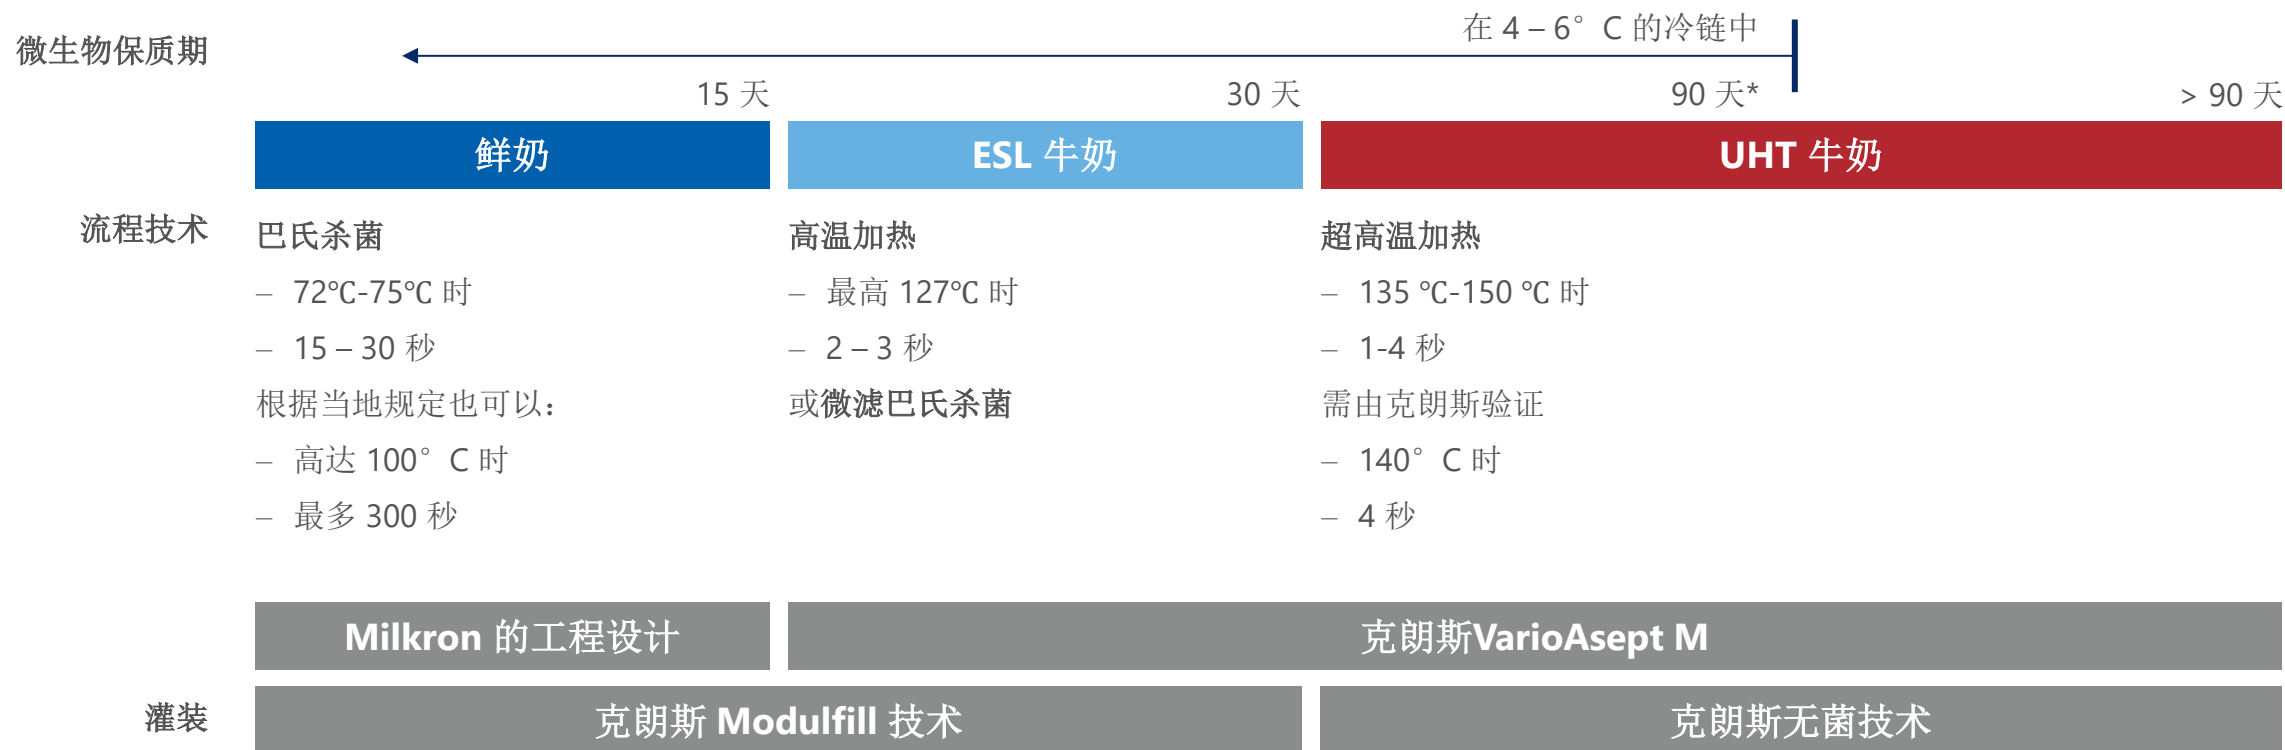 在 4 – 6°C 的冷链中
微生物保质期
15 天
30 天
90 天*
> 90 天
鲜奶
ESL 牛奶
UHT 牛奶
流程技术
巴氏杀菌
– 72℃-75℃ 时
– 15 – 30 秒
根据当地规定也可以：
– 高达 100°C 时
– 最多 300 秒
高温加热
– 最高 127℃ 时
– 2 – 3 秒
或微滤巴氏杀菌
超高温加热
– 135 ℃-150 ℃ 时
– 1-4 秒
需由克朗斯验证
– 140°C 时
– 4 秒
Milkron 的工程设计
克朗斯VarioAsept M
灌装
克朗斯 Modulfill 技术
克朗斯无菌技术